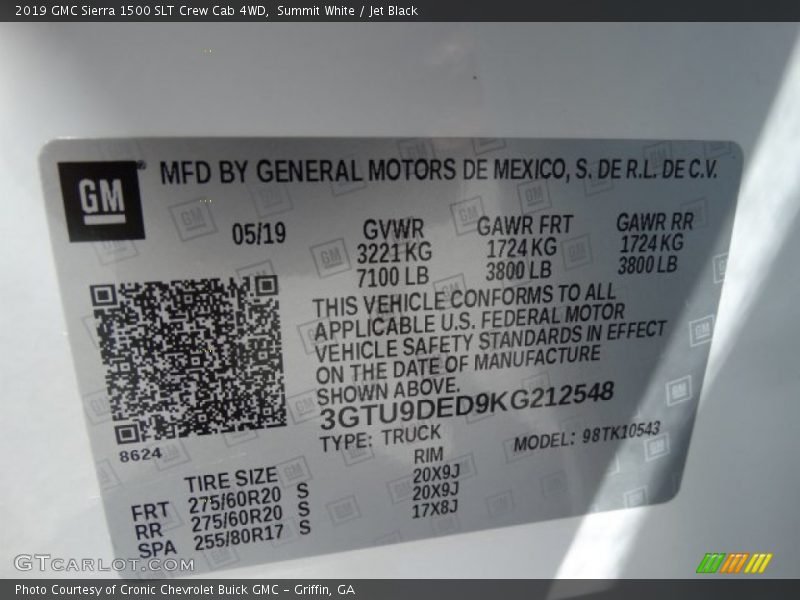 2019 GMC Sierra 1500 SLT Crew Cab 4WD,  Summit White / Jet Black
GM®
MFD BY GENERAL MOTORS DE MEXICO, S. DE R.L. DE C.V.
05/19
GVWR
3221 KG
7100 LB
GAWR FRT
1724 KG
3800 LB
GAWR RR
1724 KG
3800 LB
THIS VEHICLE CONFORMS TO ALL
APPLICABLE U.S. FEDERAL MOTOR
VEHICLE SAFETY STANDARDS IN EFFECT
ON THE DATE OF MANUFACTURE
SHOWN ABOVE.
3GTU9DED9KG212548
TYPE: TRUCK
MODEL: 98TK10543
8624
TIRE SIZE RIM
FRT 275/60R20 S 20X9J
RR 275/60R20 S 20X9J
SPA 255/80R17 S 17X8J
GTCARLOT.COM
Photo Courtesy of Cronic Chevrolet Buick GMC – Griffin, GA